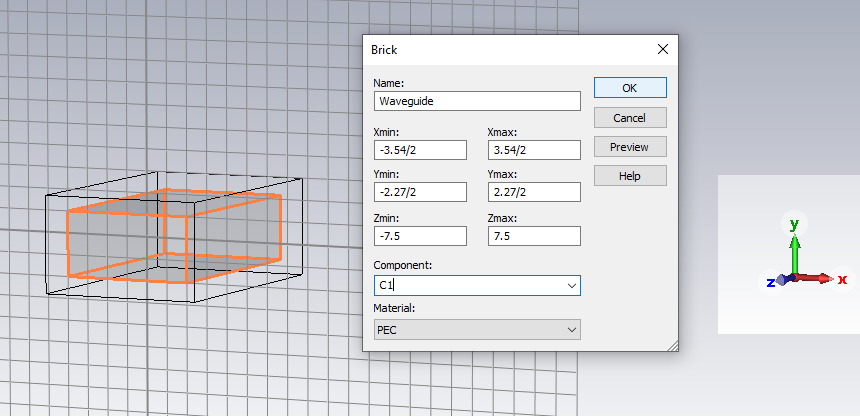 Brick
Name:
Waveguide
OK
Cancel
Preview
Help
Xmin:
Xmax:
-3.54/2
3.54/2
Ymin:
Ymax:
-2.27/2
2.27/2
Zmin:
Zmax:
-7.5
7.5
Component:
C1
Material:
PEC
y
z
x